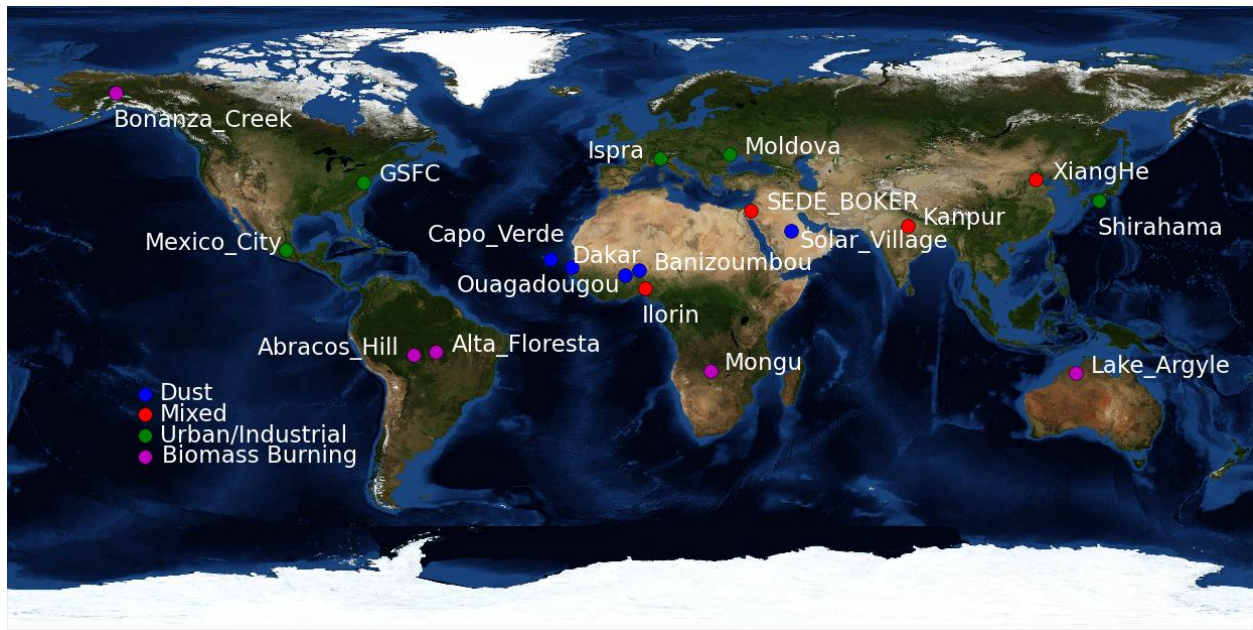 Bonanza_Creek
Ispra
Moldova
GSFC
XiangHe
SEDE_BOKER
Kanpur
Shirahama
Capo_Verde
Solar_Village
Mexico_City
Dakar
Banizoumbou
Ouagadougou
Ilorin
Abracos_Hill
Alta_Floresta
Mongu
Lake_Argyle
Dust
Mixed
Urban/Industrial
Biomass Burning